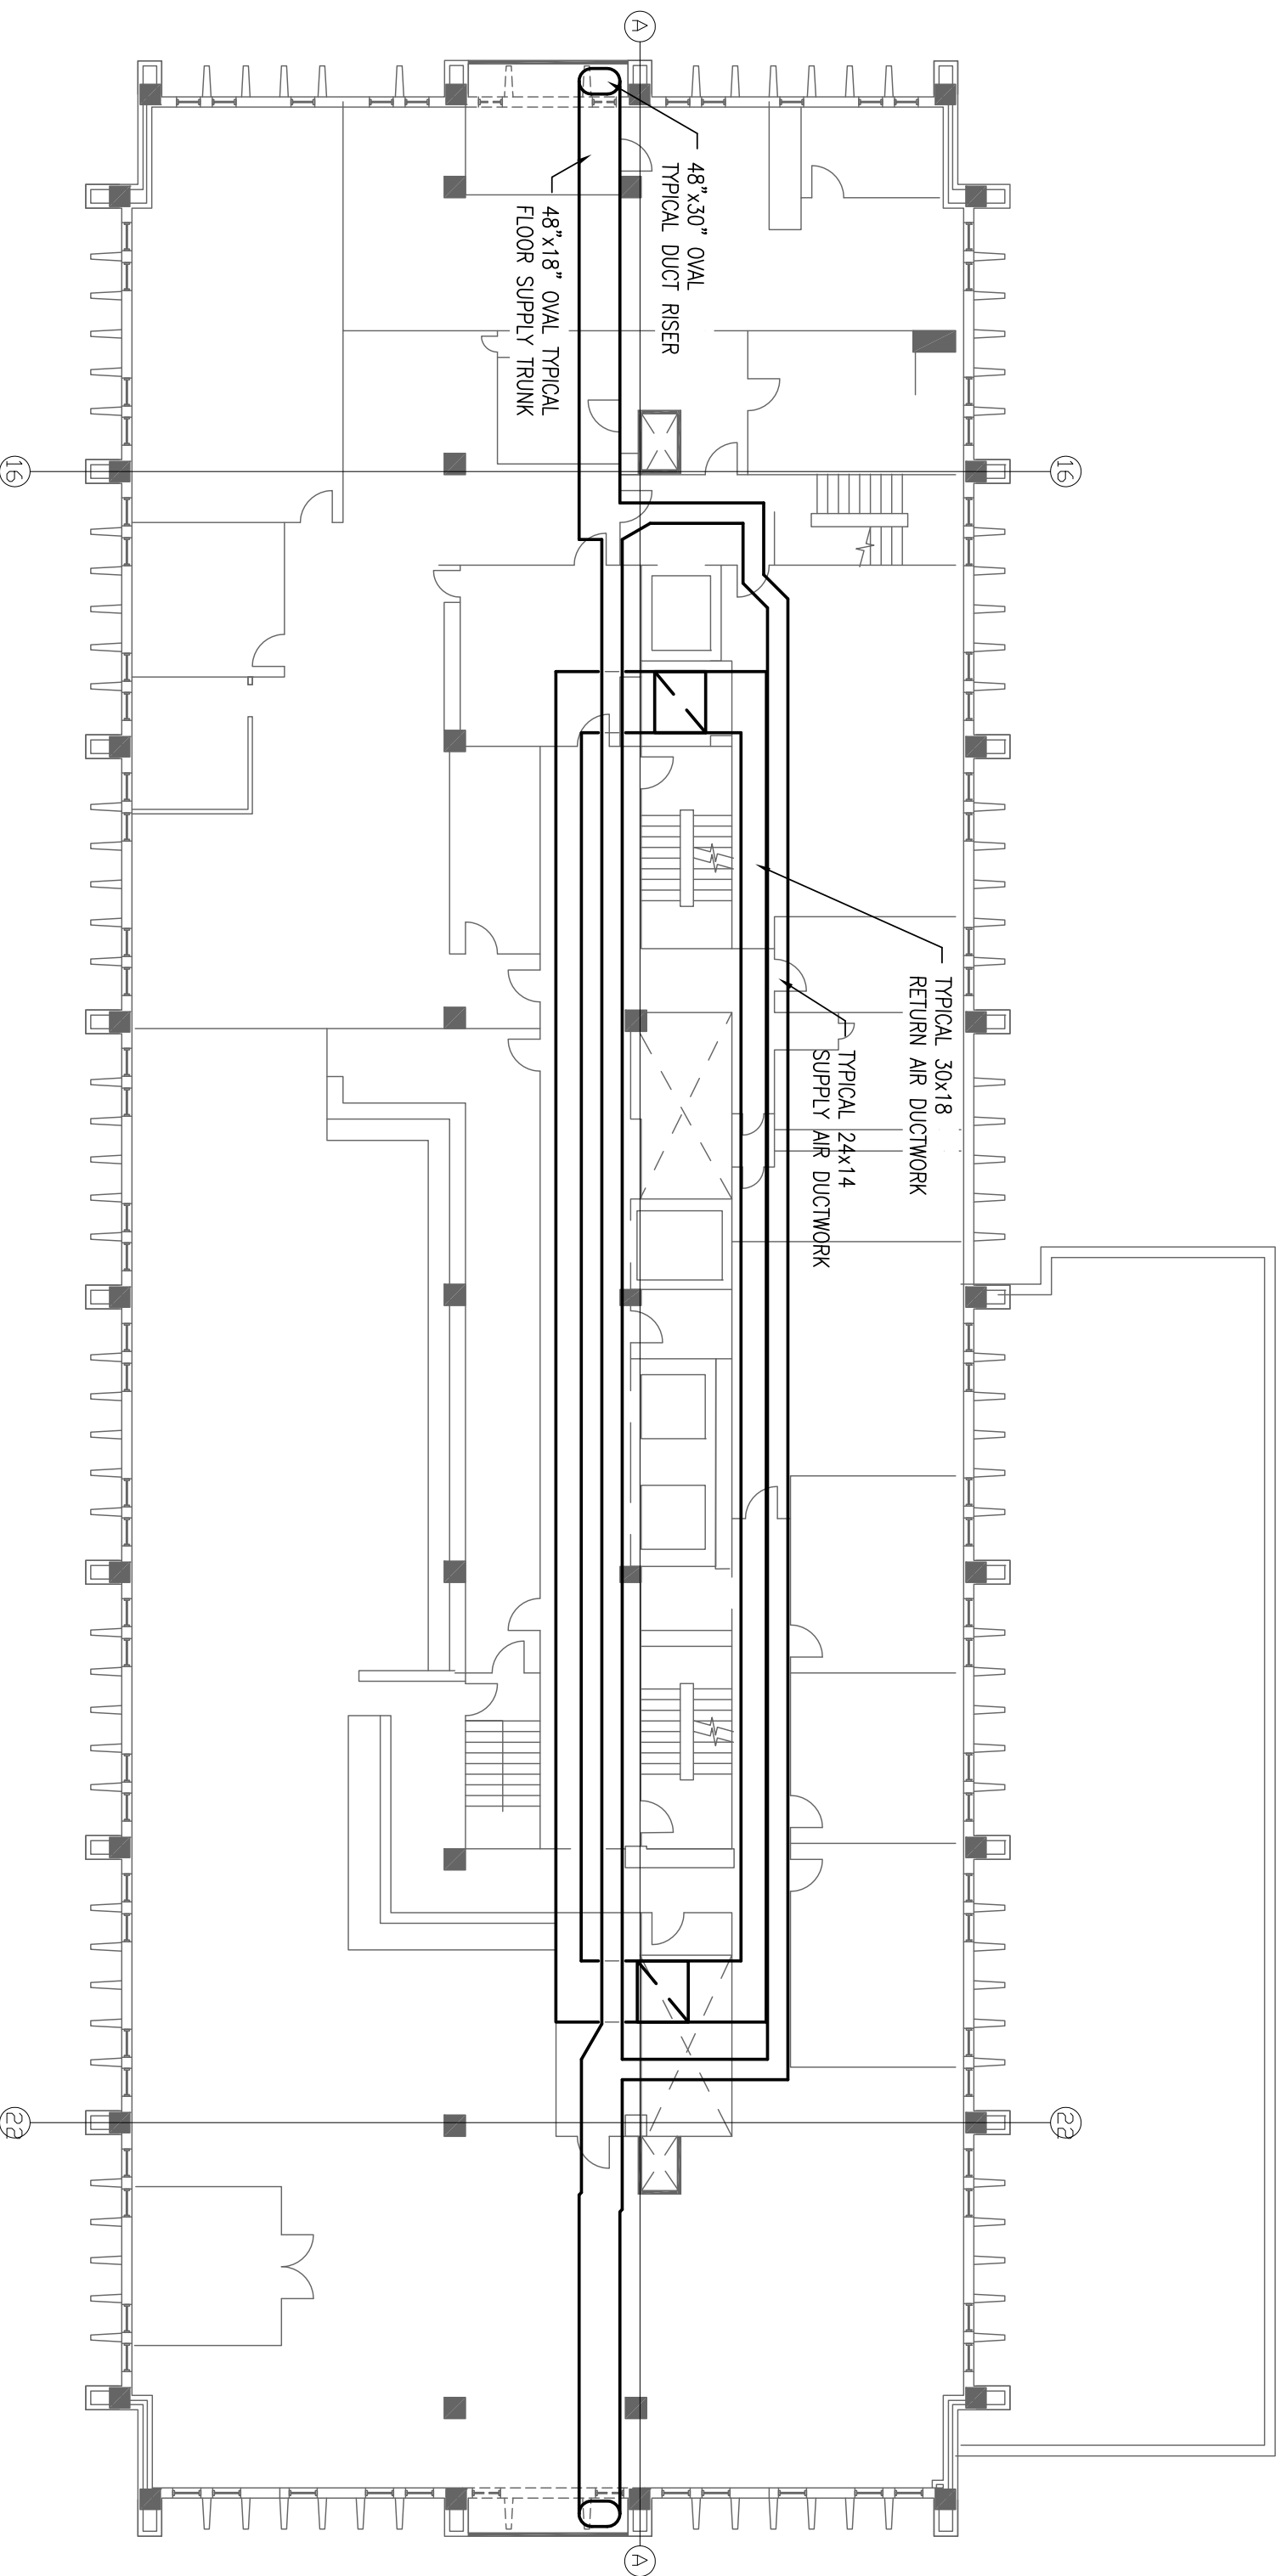 A
48"x30" OVAL
TYPICAL DUCT RISER
48"x18" OVAL TYPICAL
FLOOR SUPPLY TRUNK
16
16
TYPICAL 30x18
RETURN AIR DUCTWORK
TYPICAL 24x14
SUPPLY AIR DUCTWORK
22
22
A